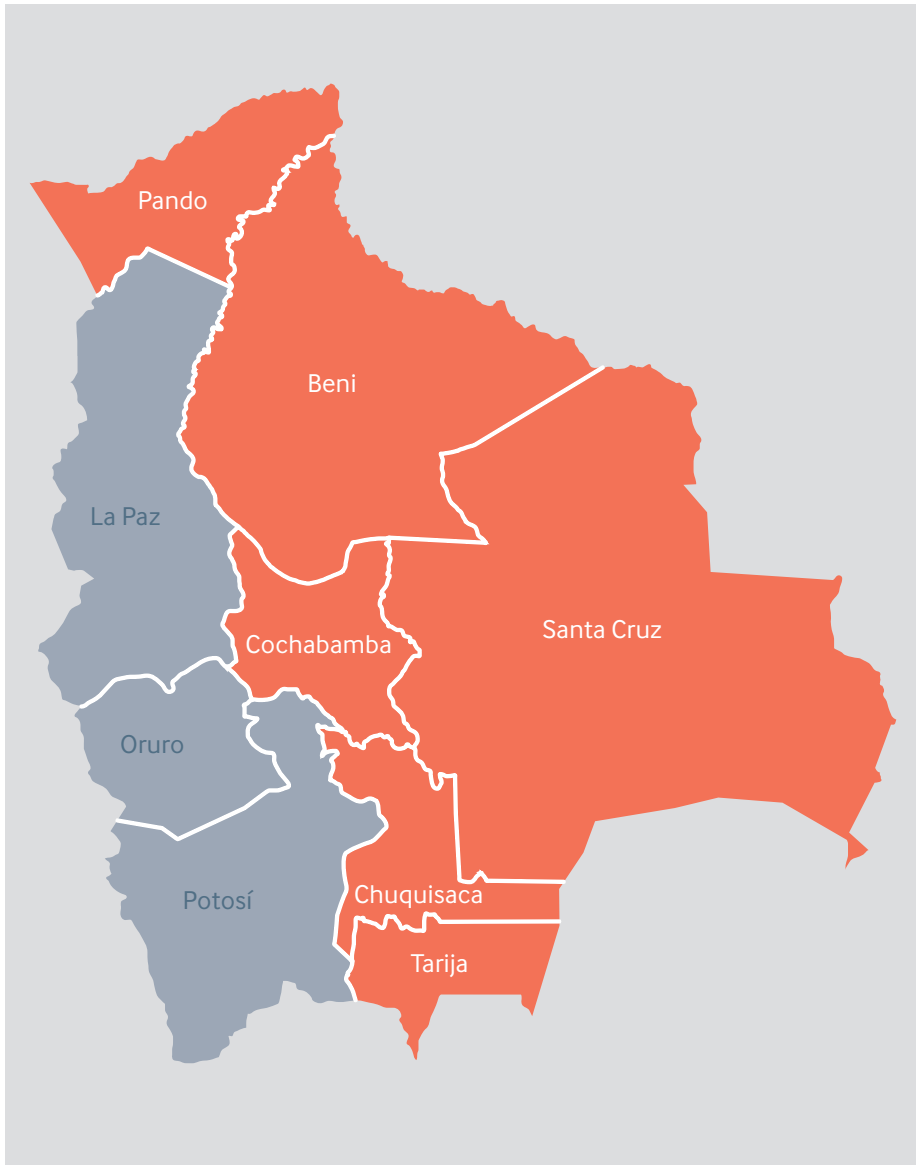 Pando
Beni
La Paz
Santa Cruz
Cochabamba
Oruro
Chuquisaca
Potosí
Tarija